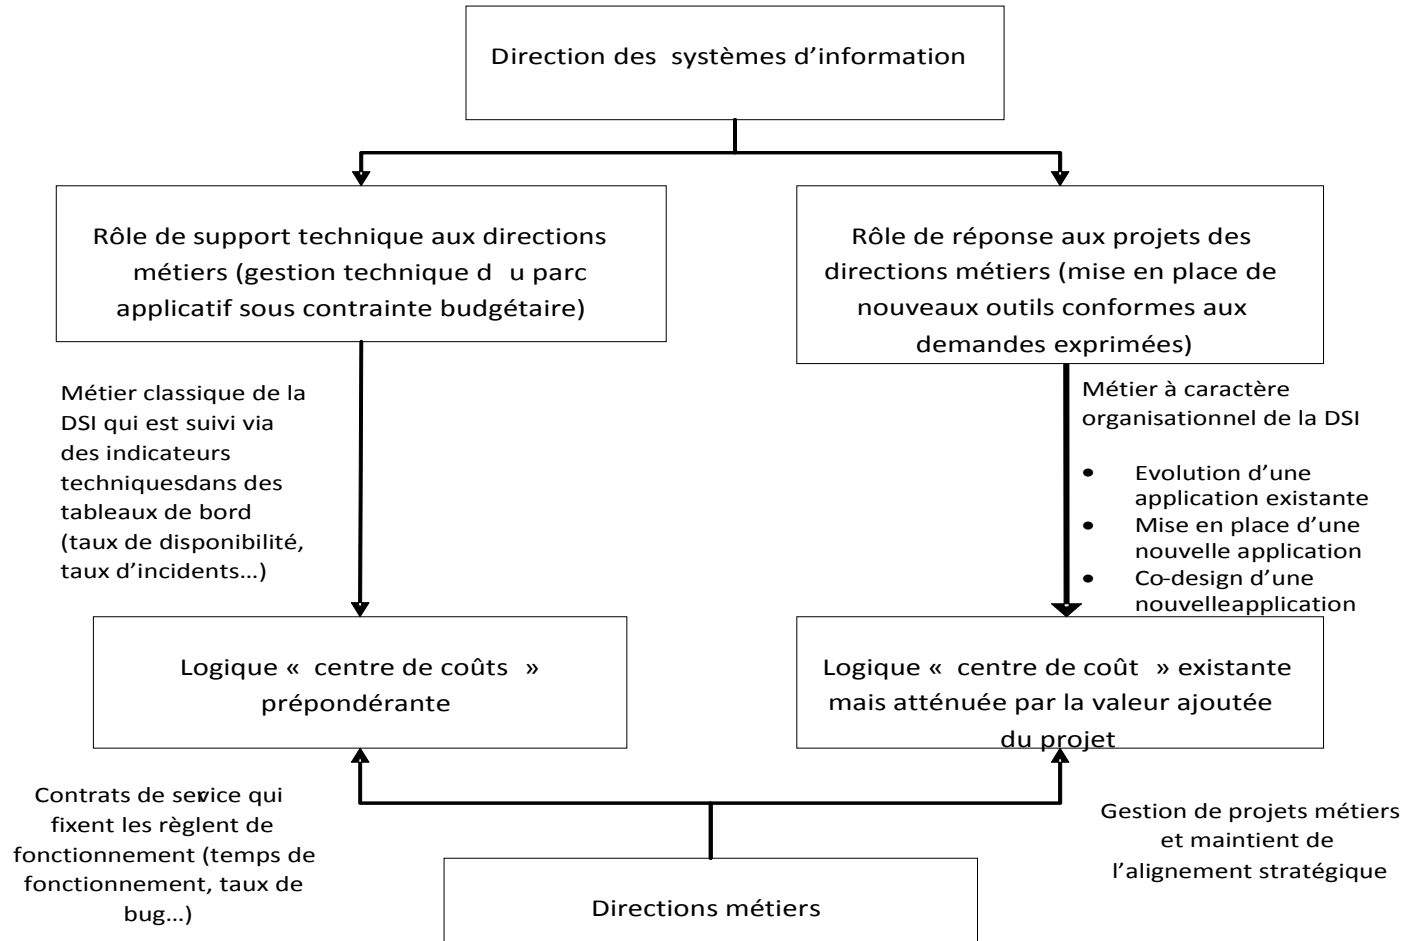 Direction des systèmes d’information
Rôle de support technique aux directions
métiers (gestion technique d u parc
applicatif sous contrainte budgétaire)
Rôle de réponse aux projets des
directions métiers (mise en place de
nouveaux outils conformes aux
demandes exprimées)
Métier classique de la
DSI qui est suivi via
des indicateurs
techniquesdans des
tableaux de bord
(taux de disponibilité,
taux d’incidents...)
Métier à caractère
organisationnel de la DSI
• Evolution d’une
application existante
• Mise en place d’une
nouvelle application
• Co-design d’une
nouvelleapplication
Logique « centre de coûts »
prépondérante
Logique « centre de coût » existante
mais atténuée par la valeur ajoutée
du projet
Contrats de service qui
fixent les règlent de
fonctionnement (temps de
fonctionnement, taux de
bug...)
Gestion de projets métiers
et maintient de
l’alignement stratégique
Directions métiers